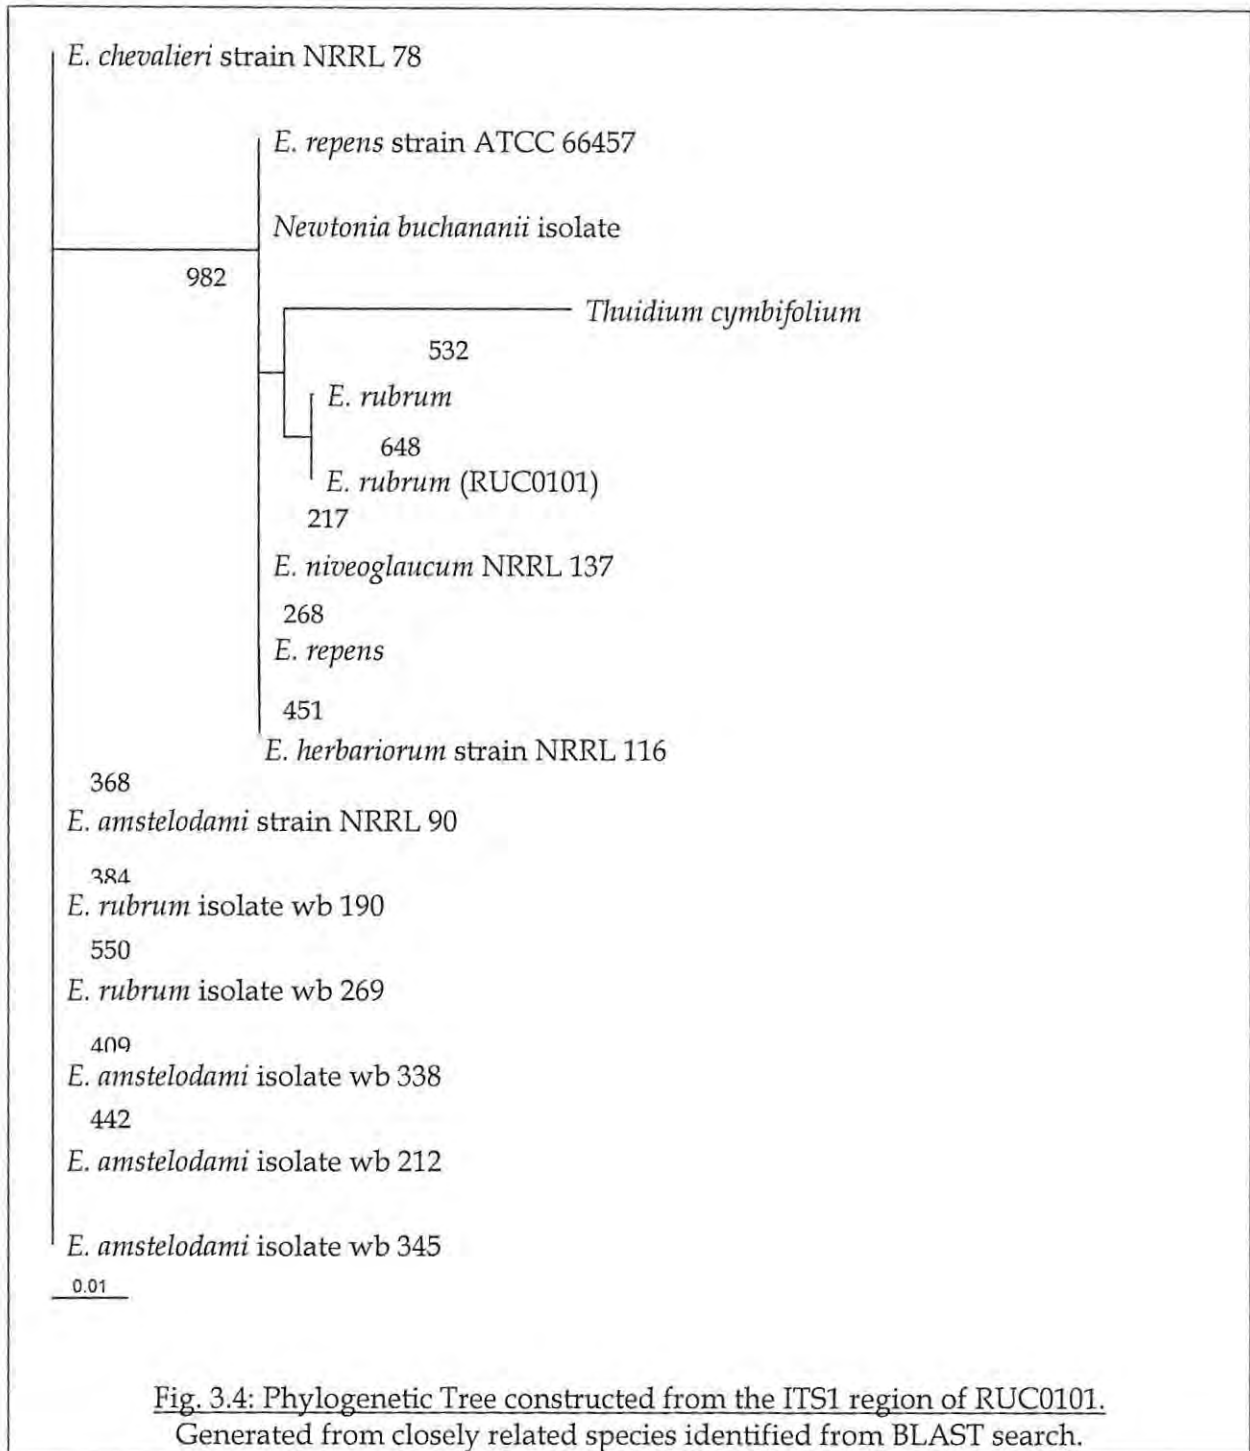 E. chevalieri strain NRRL 78
E. repens strain ATCC 66457
Newtonia buchananii isolate
982
Thuidium cymbifolium
532
E. rubrum
648
E. rubrum (RUC0101)
217
E. niveoglaucum NRRL 137
268
E. repens
451
E. herbariorum strain NRRL 116
368
E. amstelodami strain NRRL 90
384
E. rubrum isolate wb 190
550
E. rubrum isolate wb 269
409
E. amstelodami isolate wb 338
442
E. amstelodami isolate wb 212
E. amstelodami isolate wb 345
0.01
Fig. 3.4: Phylogenetic Tree constructed from the ITS1 region of RUC0101.
Generated from closely related species identified from BLAST search.